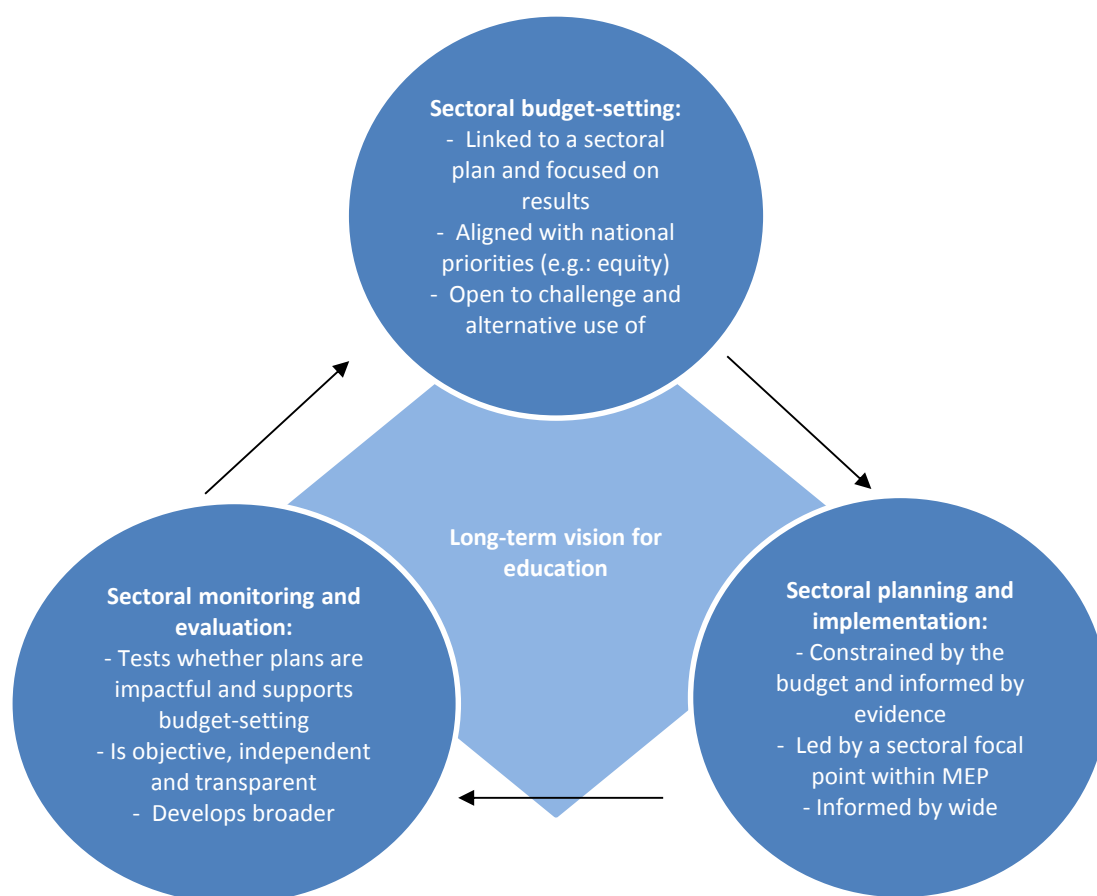 Sectoral budget-setting:
- Linked to a sectoral
plan and focused on
results
- Aligned with national
priorities (e.g.: equity)
- Open to challenge and
alternative use of
Long-term vision for
education
Sectoral monitoring and
evaluation:
- Tests whether plans are
impactful and supports
budget-setting
- Is objective, independent
and transparent
- Develops broader
Sectoral planning and
implementation:
- Constrained by the
budget and informed by
evidence
- Led by a sectoral focal
point within MEP
- Informed by wide